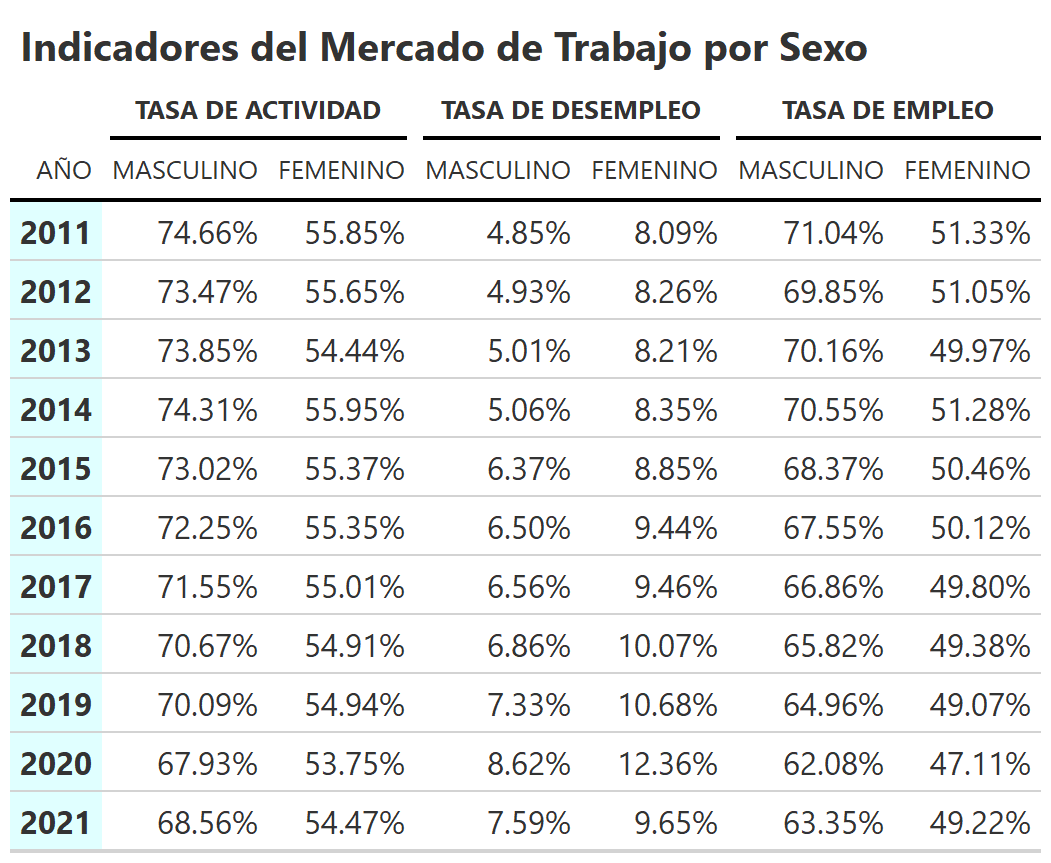 Indicadores del Mercado de Trabajo por Sexo
TASA DE ACTIVIDAD TASA DE DESEMPLEO TASA DE EMPLEO
AÑO MASCULINO FEMENINO MASCULINO FEMENINO MASCULINO FEMENINO
2011 74.66% 55.85% 4.85% 8.09% 71.04% 51.33%
2012 73.47% 55.65% 4.93% 8.26% 69.85% 51.05%
2013 73.85% 54.44% 5.01% 8.21% 70.16% 49.97%
2014 74.31% 55.95% 5.06% 8.35% 70.55% 51.28%
2015 73.02% 55.37% 6.37% 8.85% 68.37% 50.46%
2016 72.25% 55.35% 6.50% 9.44% 67.55% 50.12%
2017 71.55% 55.01% 6.56% 9.46% 66.86% 49.80%
2018 70.67% 54.91% 6.86% 10.07% 65.82% 49.38%
2019 70.09% 54.94% 7.33% 10.68% 64.96% 49.07%
2020 67.93% 53.75% 8.62% 12.36% 62.08% 47.11%
2021 68.56% 54.47% 7.59% 9.65% 63.35% 49.22%